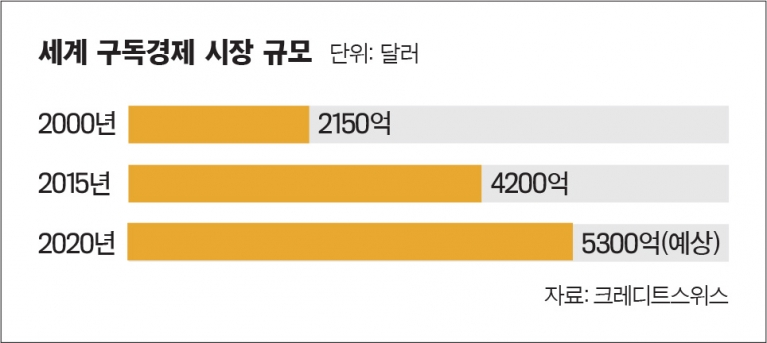 세계 구독경제 시장 규모 단위: 달러
2000년 2150억
2015년 4200억
2020년 5300억(예상)
자료: 크레디트스위스